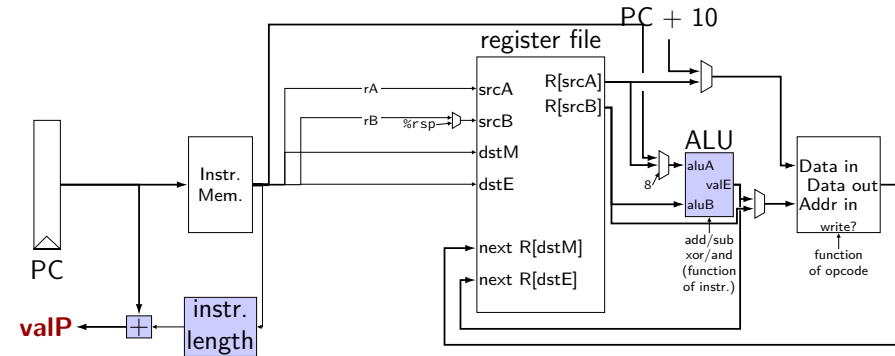 PC + 10
register file
rA
srcA
R[srcA]
R[srcB]
rB
%rsp
srcB
dstM
dstE
next R[dstM]
next R[dstE]
Instr.
Mem.
PC
valP
+
instr.
length
8
ALU
aluA
valE
aluB
add/sub
xor/and
(function
of instr.)
Data in
Data out
Addr in
write?
function
of opcode